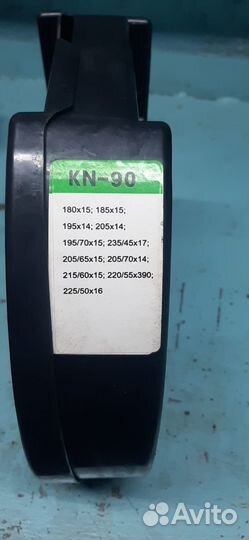 KN-90
180x15; 185x15;
195x14; 205x14;
195/70x15; 235/45x17;
205/65x15; 205/70x14;
215/60x15; 220/55x390;
225/50x16
Avito